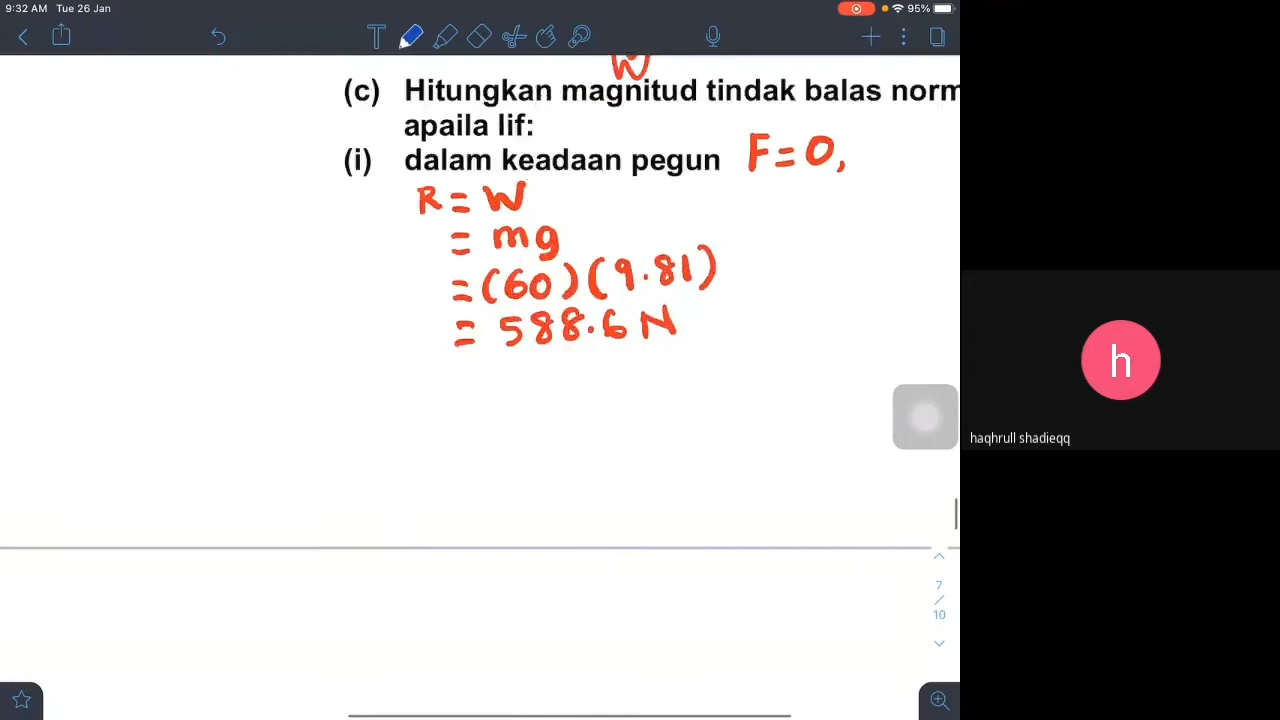 9:32 AM Tue 26 Jan 95%
W
(c) Hitungkan magnitud tindak balas norm
apaila lif:
(i) dalam keadaan pegun F = 0,
R = W
= mg
= (60)(9.81)
= 588.6 N
h
haqhrull shadieqq
7
/
10